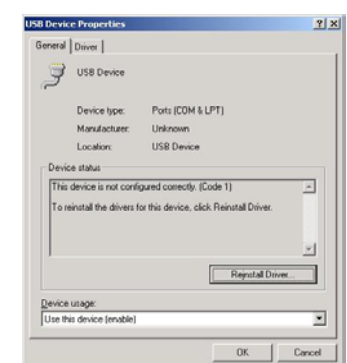 USB Device Properties
General Driver
USB Device
Device type: Ports (COM & LPT)
Manufacturer: Unknown
Location: USB Device
Device status
This device is not configured correctly. (Code 1)
To reinstall the drivers for this device, click Reinstall Driver.
Reinstall Driver...
Device usage:
Use this device (enable)
OK Cancel